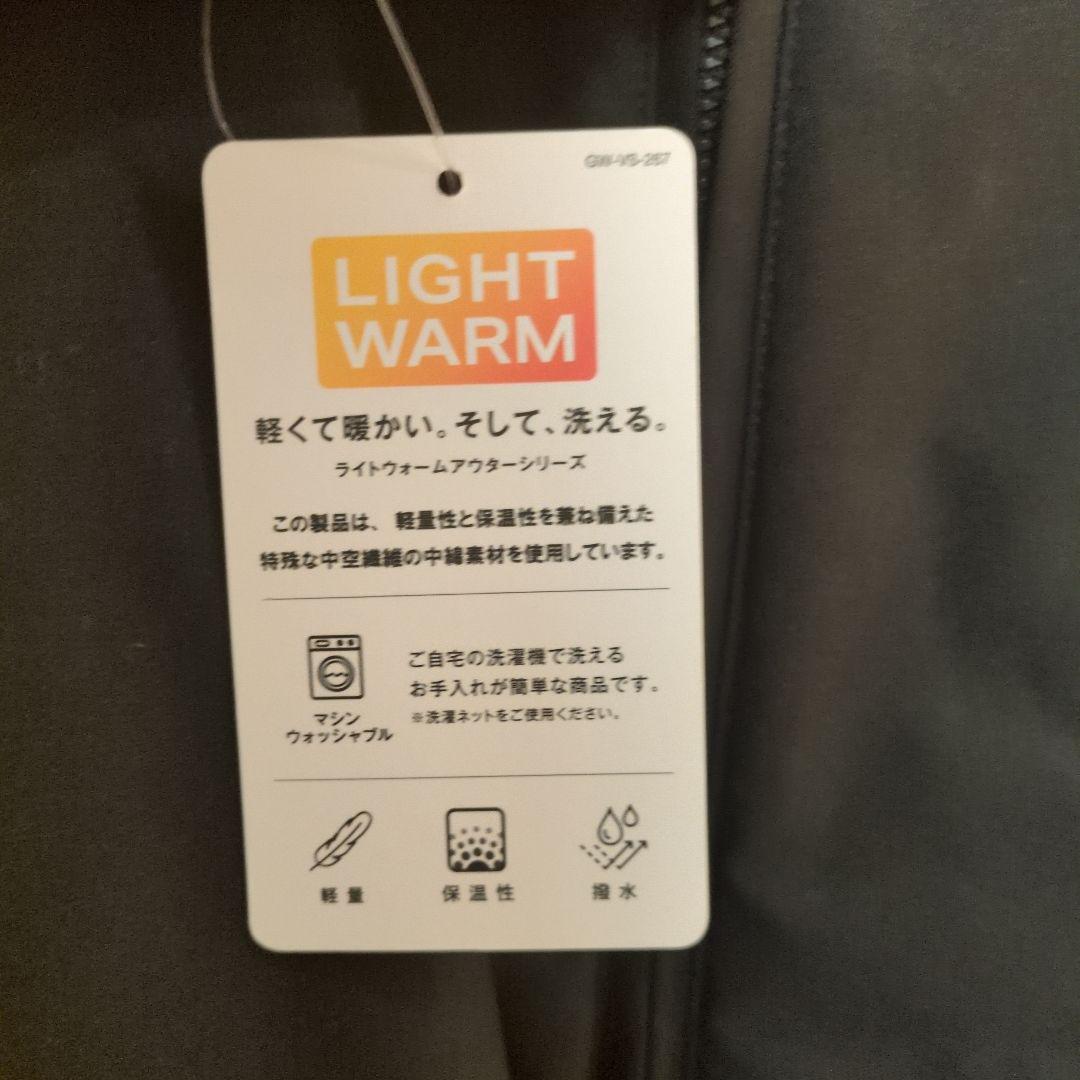 GW-VS-267
LIGHT
WARM
軽くて暖かい。そして、洗える。
ライトウォームアウターシリーズ
この製品は、軽量性と保温性を兼ね備えた
特殊な中空繊維の中綿素材を使用しています。
ご自宅の洗濯機で洗える
お手入れが簡単な商品です。
※洗濯ネットをご使用ください。
マシン
ウォッシャブル
軽量
保温性
撥水